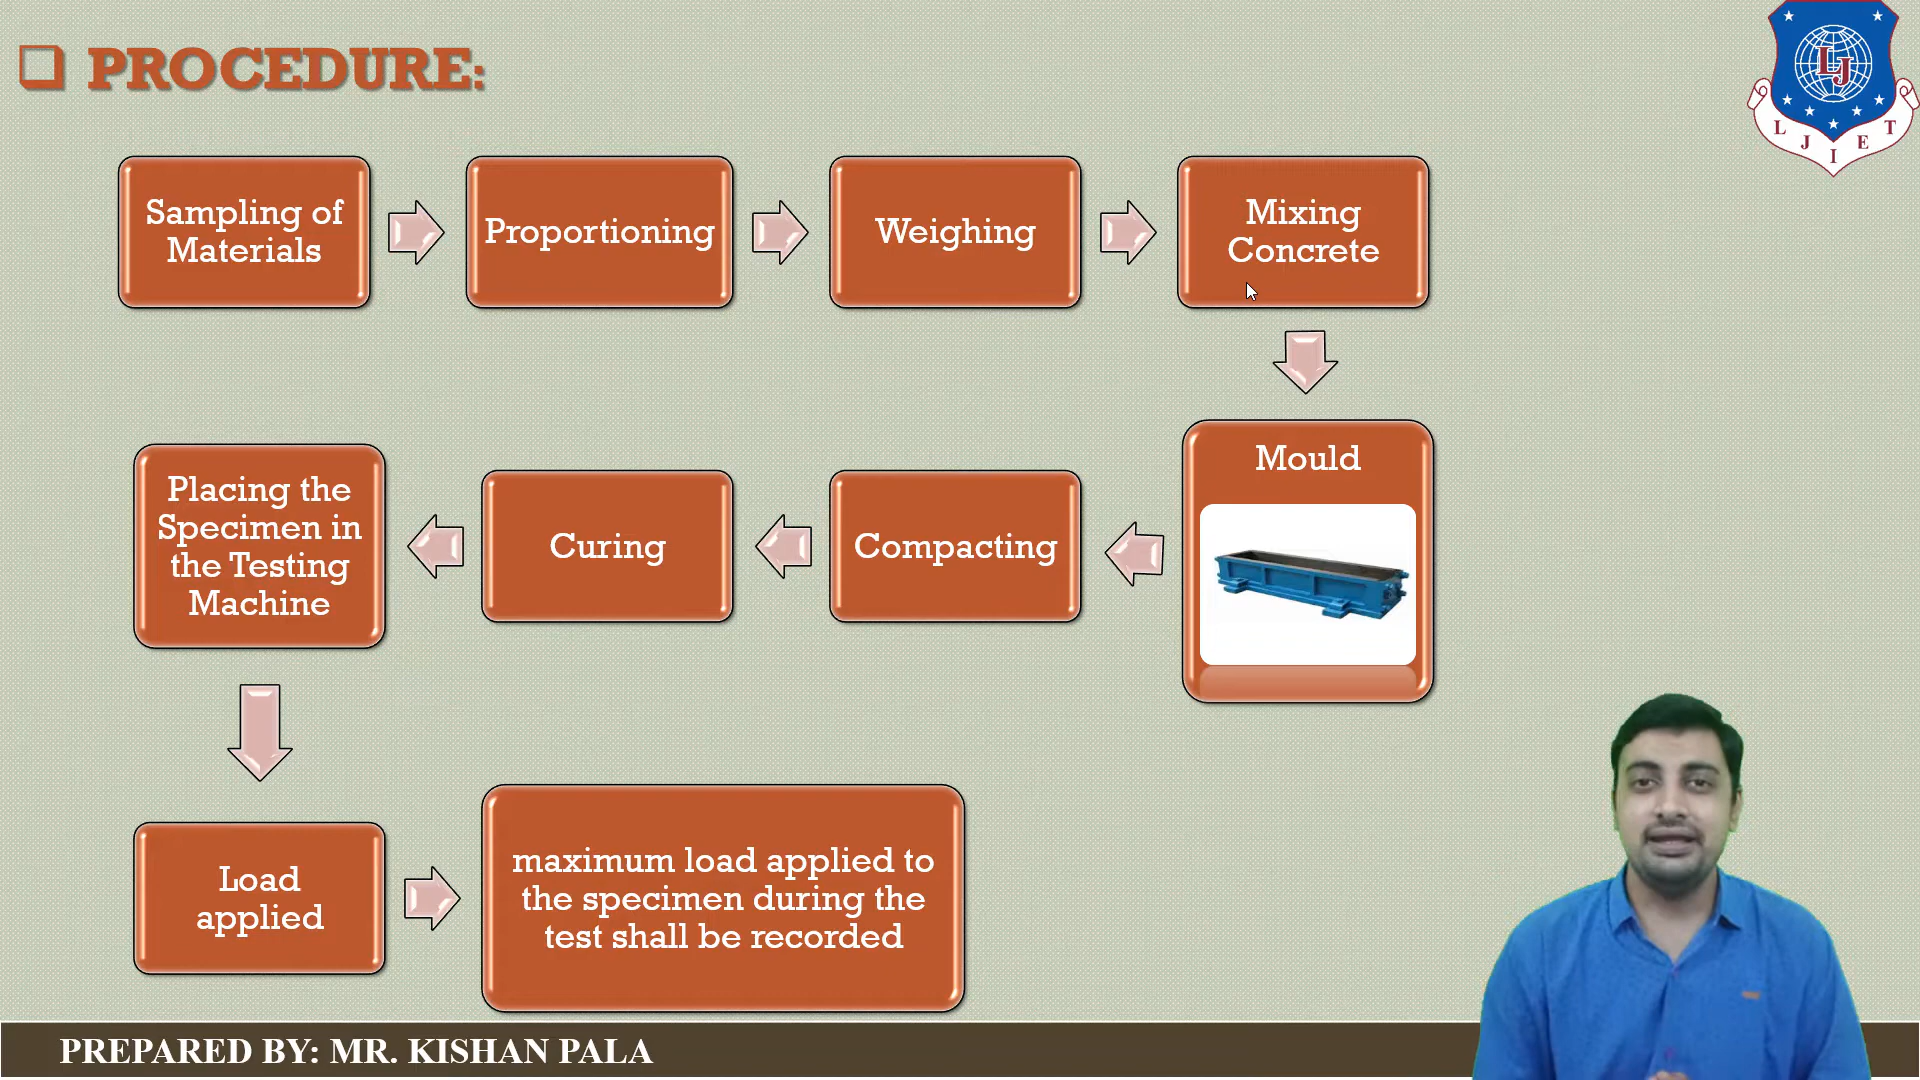 PROCEDURE:
Sampling of
Materials
Proportioning
Weighing
Mixing
Concrete
Mould
Compacting
Curing
Placing the
Specimen in
the Testing
Machine
Load
applied
maximum load applied to
the specimen during the
test shall be recorded
LJ
L J I E T
PREPARED BY: MR. KISHAN PALA